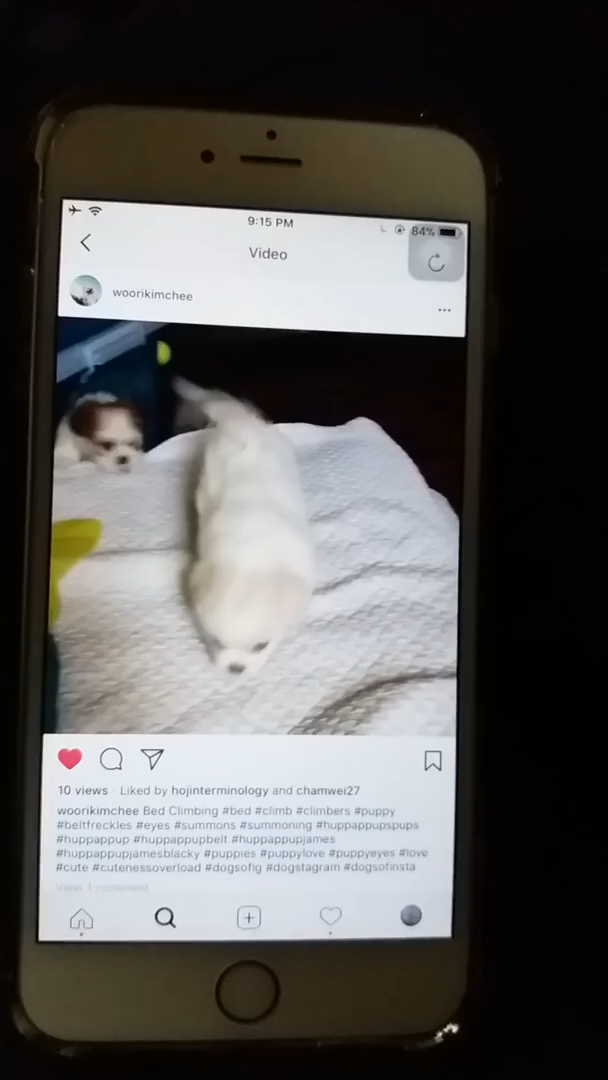 9:15 PM
84%
Video
woorikimchee
10 views Liked by hojinterminology and chamwei27
woorikimchee Bed Climbing #bed #climb #climbers #puppy
#beltfreckles #eyes #summons #summoning #huppappupspups
#huppappup #huppappupbelt #huppappupjames
#huppappupjamesblacky #puppies #puppylove #puppyeyes #love
#cute #cutenessoverload #dogsofig #dogstagram #dogsofinsta
View 1 comment